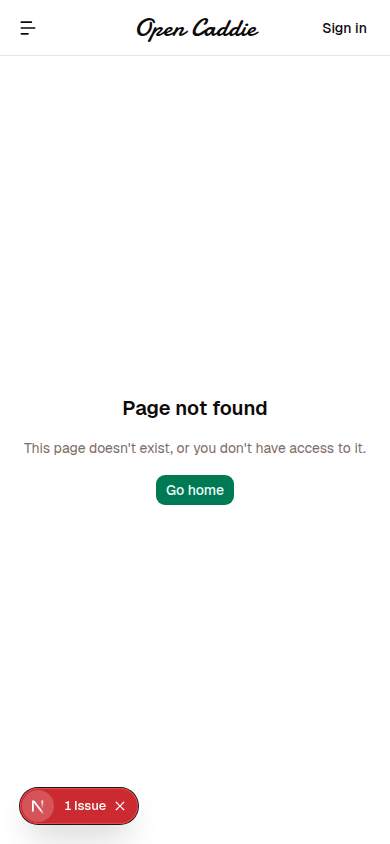 Open Caddie
Sign in
Page not found
This page doesn't exist, or you don't have access to it.
Go home
N
1 Issue